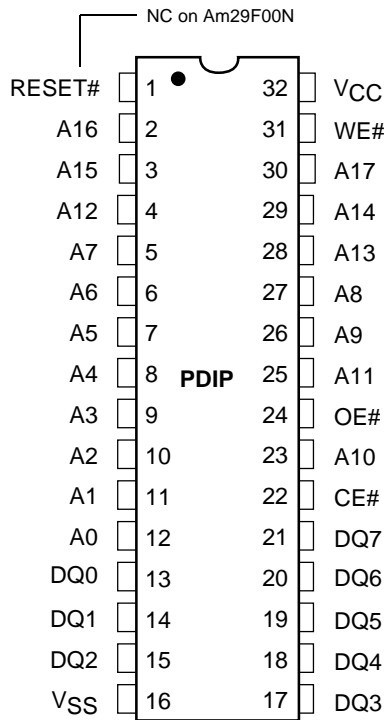 NC on Am29F00N
RESET# 1 32 VCC
A16 2 31 WE#
A15 3 30 A17
A12 4 29 A14
A7 5 28 A13
A6 6 27 A8
A5 7 26 A9
A4 8 PDIP 25 A11
A3 9 24 OE#
A2 10 23 A10
A1 11 22 CE#
A0 12 21 DQ7
DQ0 13 20 DQ6
DQ1 14 19 DQ5
DQ2 15 18 DQ4
VSS 16 17 DQ3